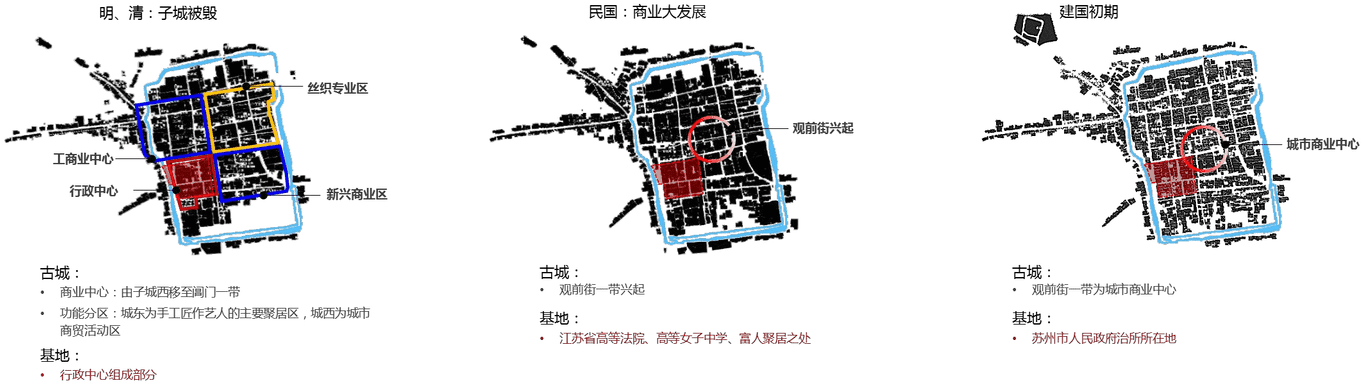 明、清：子城被毁
丝织专业区
工商业中心
行政中心
新兴商业区
古城：
• 商业中心：由子城西移至阊门一带
• 功能分区：城东为手工匠作艺人的主要聚居区，城西为城市
商贸活动区
基地：
• 行政中心组成部分
民国：商业大发展
观前街兴起
古城：
• 观前街一带兴起
基地：
• 江苏省高等法院、高等女子中学、富人聚居之处
建国初期
城市商业中心
古城：
• 观前街一带为城市商业中心
基地：
• 苏州市人民政府治所所在地